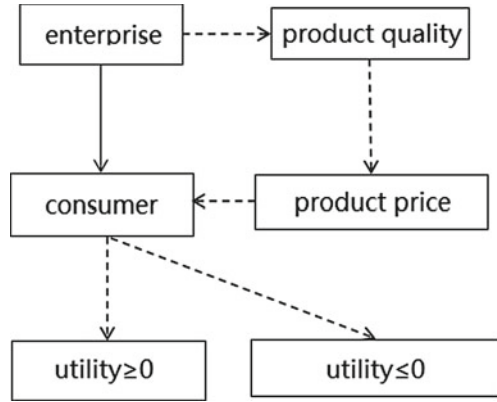 enterprise
product quality
consumer
product price
utility≥0
utility≤0